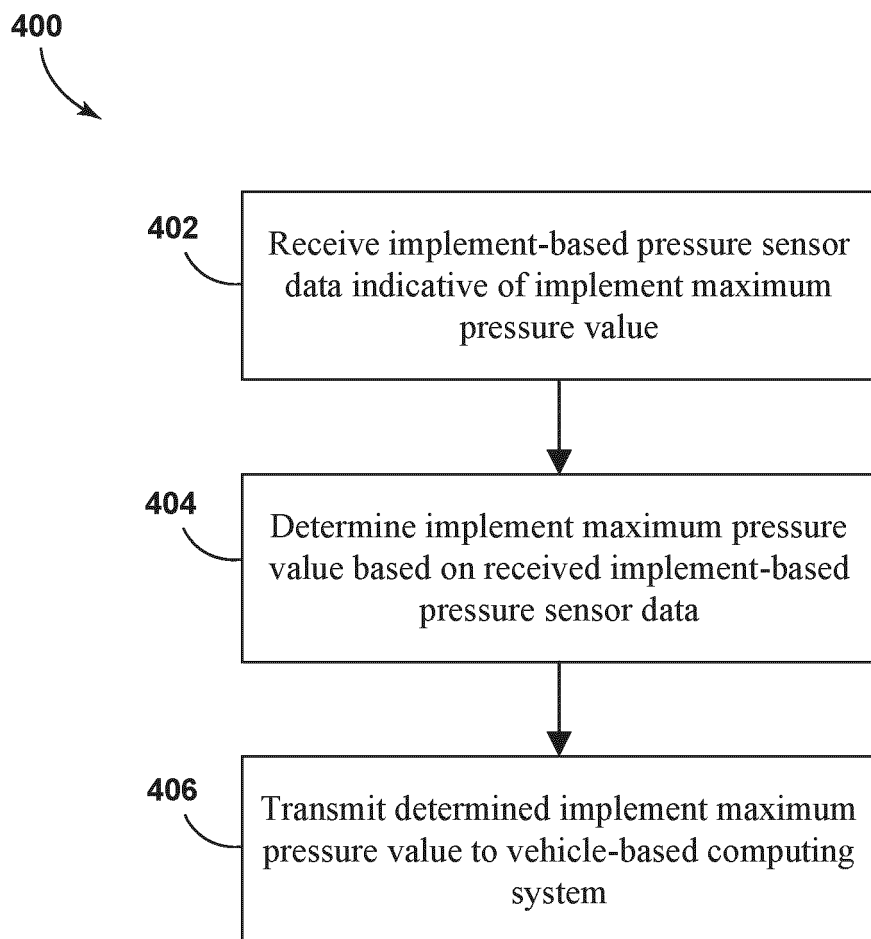 400
402
Receive implement-based pressure sensor
data indicative of implement maximum
pressure value
404
Determine implement maximum pressure
value based on received implement-based
pressure sensor data
406
Transmit determined implement maximum
pressure value to vehicle-based computing
system